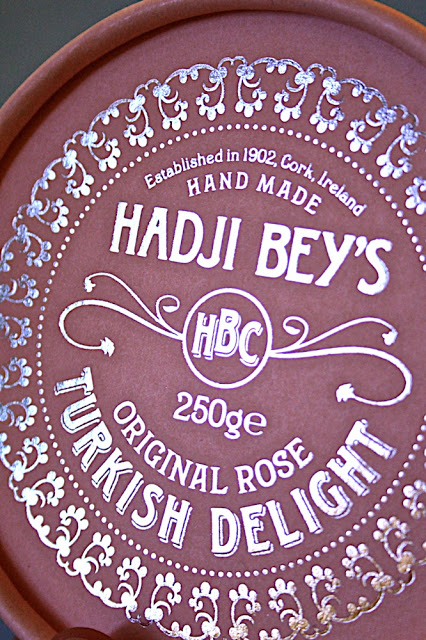 Established in 1902, Cork, Ireland
HAND MADE
HADJI BEY'S
HBC
250ge
ORIGINAL ROSE
TURKISH DELIGHT